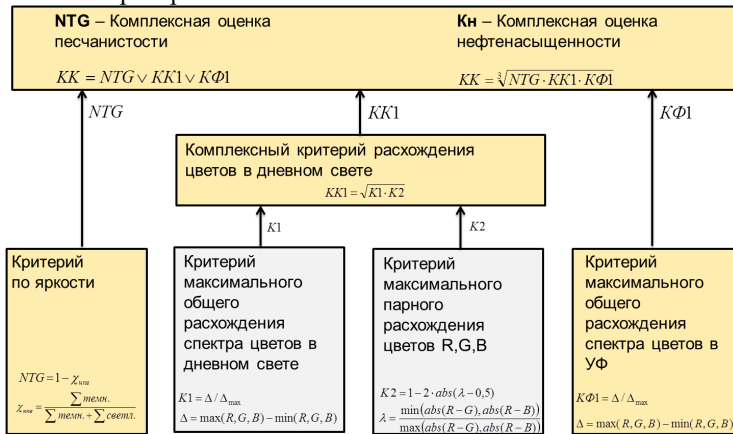 NTG – Комплексная оценка
песчанистости
KK = NTG ∨ KK1 ∨ KФ1
Кн – Комплексная оценка
нефтенасыщенности
KK = ∛(NTG · KK1 · KФ1)
NTG
KK1
KФ1
Комплексный критерий расхождения
цветов в дневном свете
KK1 = √(K1 · K2)
K1
K2
Критерий
по яркости
NTG = 1 − χ
χ = ∑ темн. / (∑ темн. + ∑ светл.)
Критерий
максимального
общего
расхождения
спектра цветов в
дневном свете
K1 = Δ / Δmax
Δ = max(R, G, B) − min(R, G, B)
Критерий
максимального
парного
расхождения
цветов R,G,B
K2 = 1 − 2 · abs(λ − 0,5)
λ = min(abs(R − G), abs(R − B)) / max(abs(R − G), abs(R − B))
Критерий
максимального
общего
расхождения
спектра цветов в
УФ
KФ1 = Δ / Δmax
Δ = max(R, G, B) − min(R, G, B)